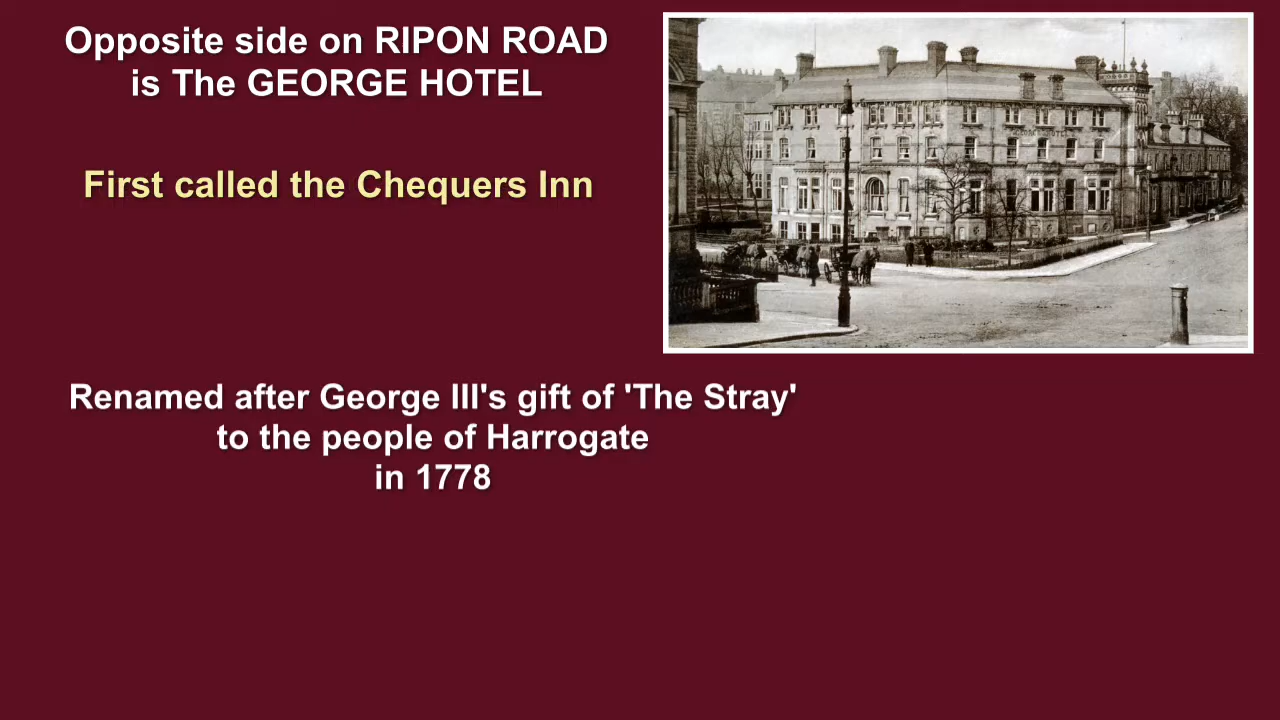 Opposite side on RIPON ROAD
is The GEORGE HOTEL
First called the Chequers Inn
Renamed after George III's gift of 'The Stray'
to the people of Harrogate
in 1778